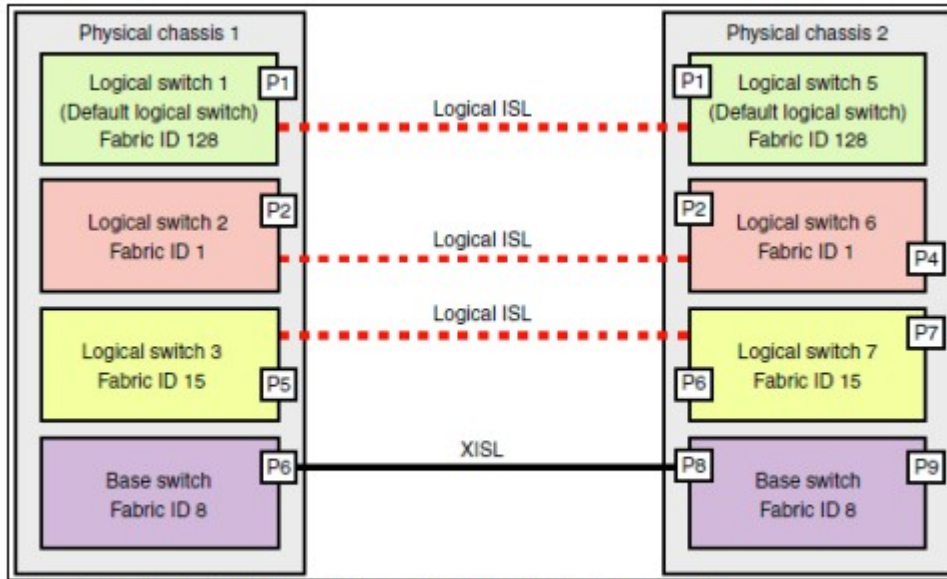 Physical chassis 1
Logical switch 1
(Default logical switch)
Fabric ID 128
P1
Logical switch 2
Fabric ID 1
P2
Logical switch 3
Fabric ID 15
P5
Base switch
Fabric ID 8
P6
Logical ISL
Logical ISL
Logical ISL
XISL
Physical chassis 2
P1
Logical switch 5
(Default logical switch)
Fabric ID 128
P2
Logical switch 6
Fabric ID 1
P4
P7
Logical switch 7
Fabric ID 15
P6
P8
P9
Base switch
Fabric ID 8